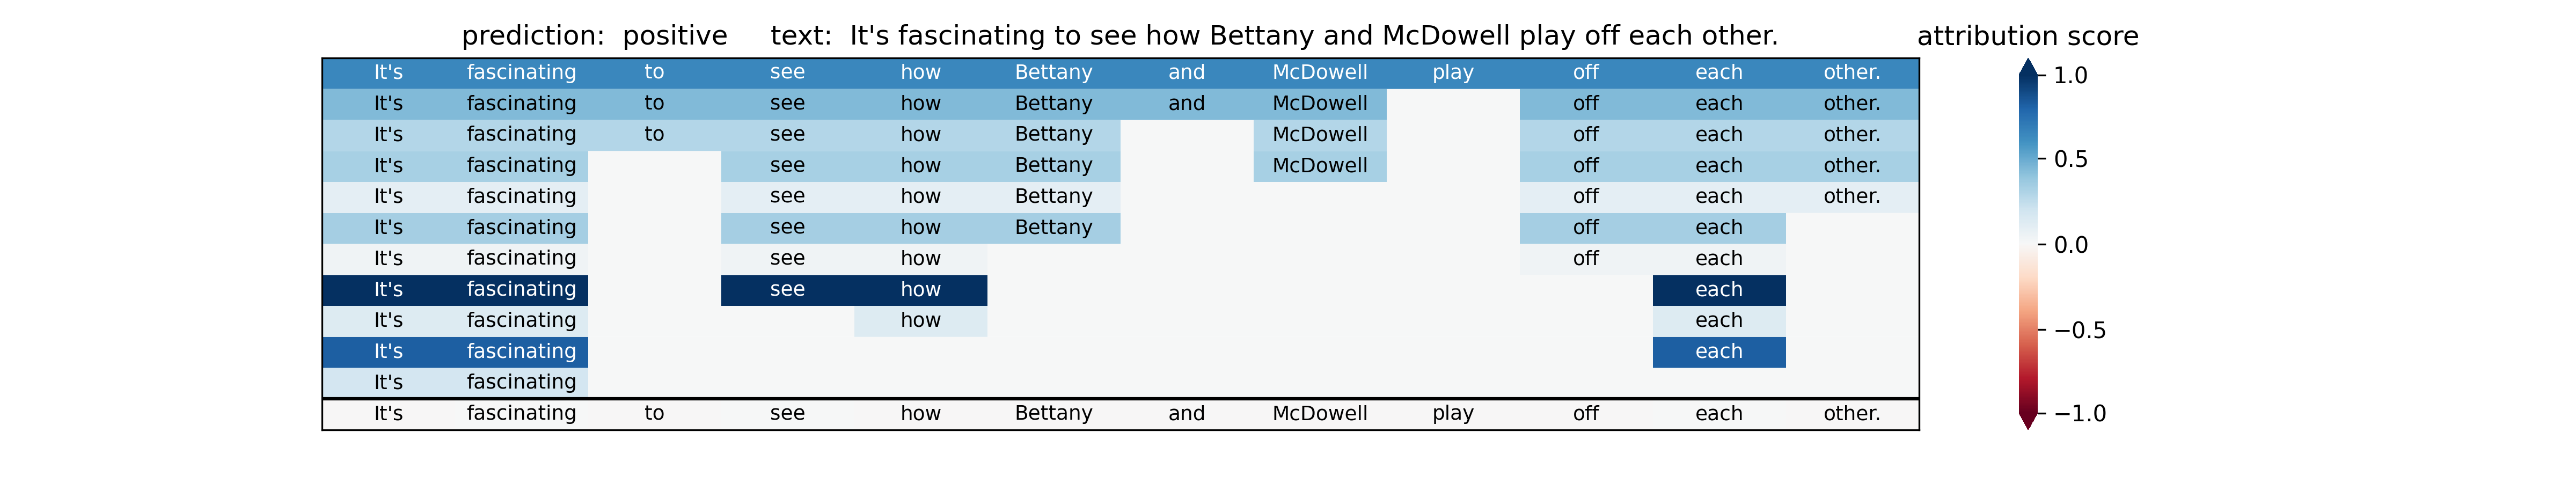 prediction: positive text: It's fascinating to see how Bettany and McDowell play off each other. attribution score
It's fascinating to see how Bettany and McDowell play off each other.
It's fascinating to see how Bettany and McDowell off each other.
It's fascinating to see how Bettany McDowell off each other.
It's fascinating see how Bettany McDowell off each other.
It's fascinating see how Bettany off each other.
It's fascinating see how Bettany off each
It's fascinating see how off each
It's fascinating see how each
It's fascinating how each
It's fascinating each
It's fascinating
It's fascinating to see how Bettany and McDowell play off each other.
1.0
0.5
0.0
−0.5
−1.0